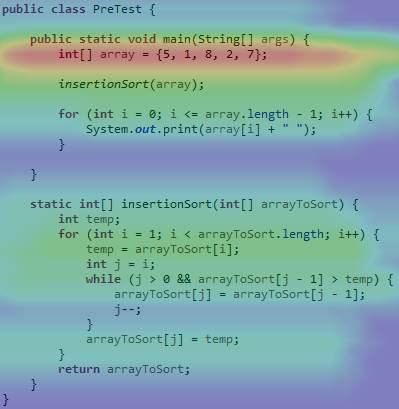 public class PreTest {
public static void main(String[] args) {
int[] array = {5, 1, 8, 2, 7};
insertionSort(array);
for (int i = 0; i <= array.length - 1; i++) {
System.out.print(array[i] + " ");
}
}
static int[] insertionSort(int[] arrayToSort) {
int temp;
for (int i = 1; i < arrayToSort.length; i++) {
temp = arrayToSort[i];
int j = i;
while (j > 0 && arrayToSort[j - 1] > temp) {
arrayToSort[j] = arrayToSort[j - 1];
j--;
}
arrayToSort[j] = temp;
}
return arrayToSort;
}
}